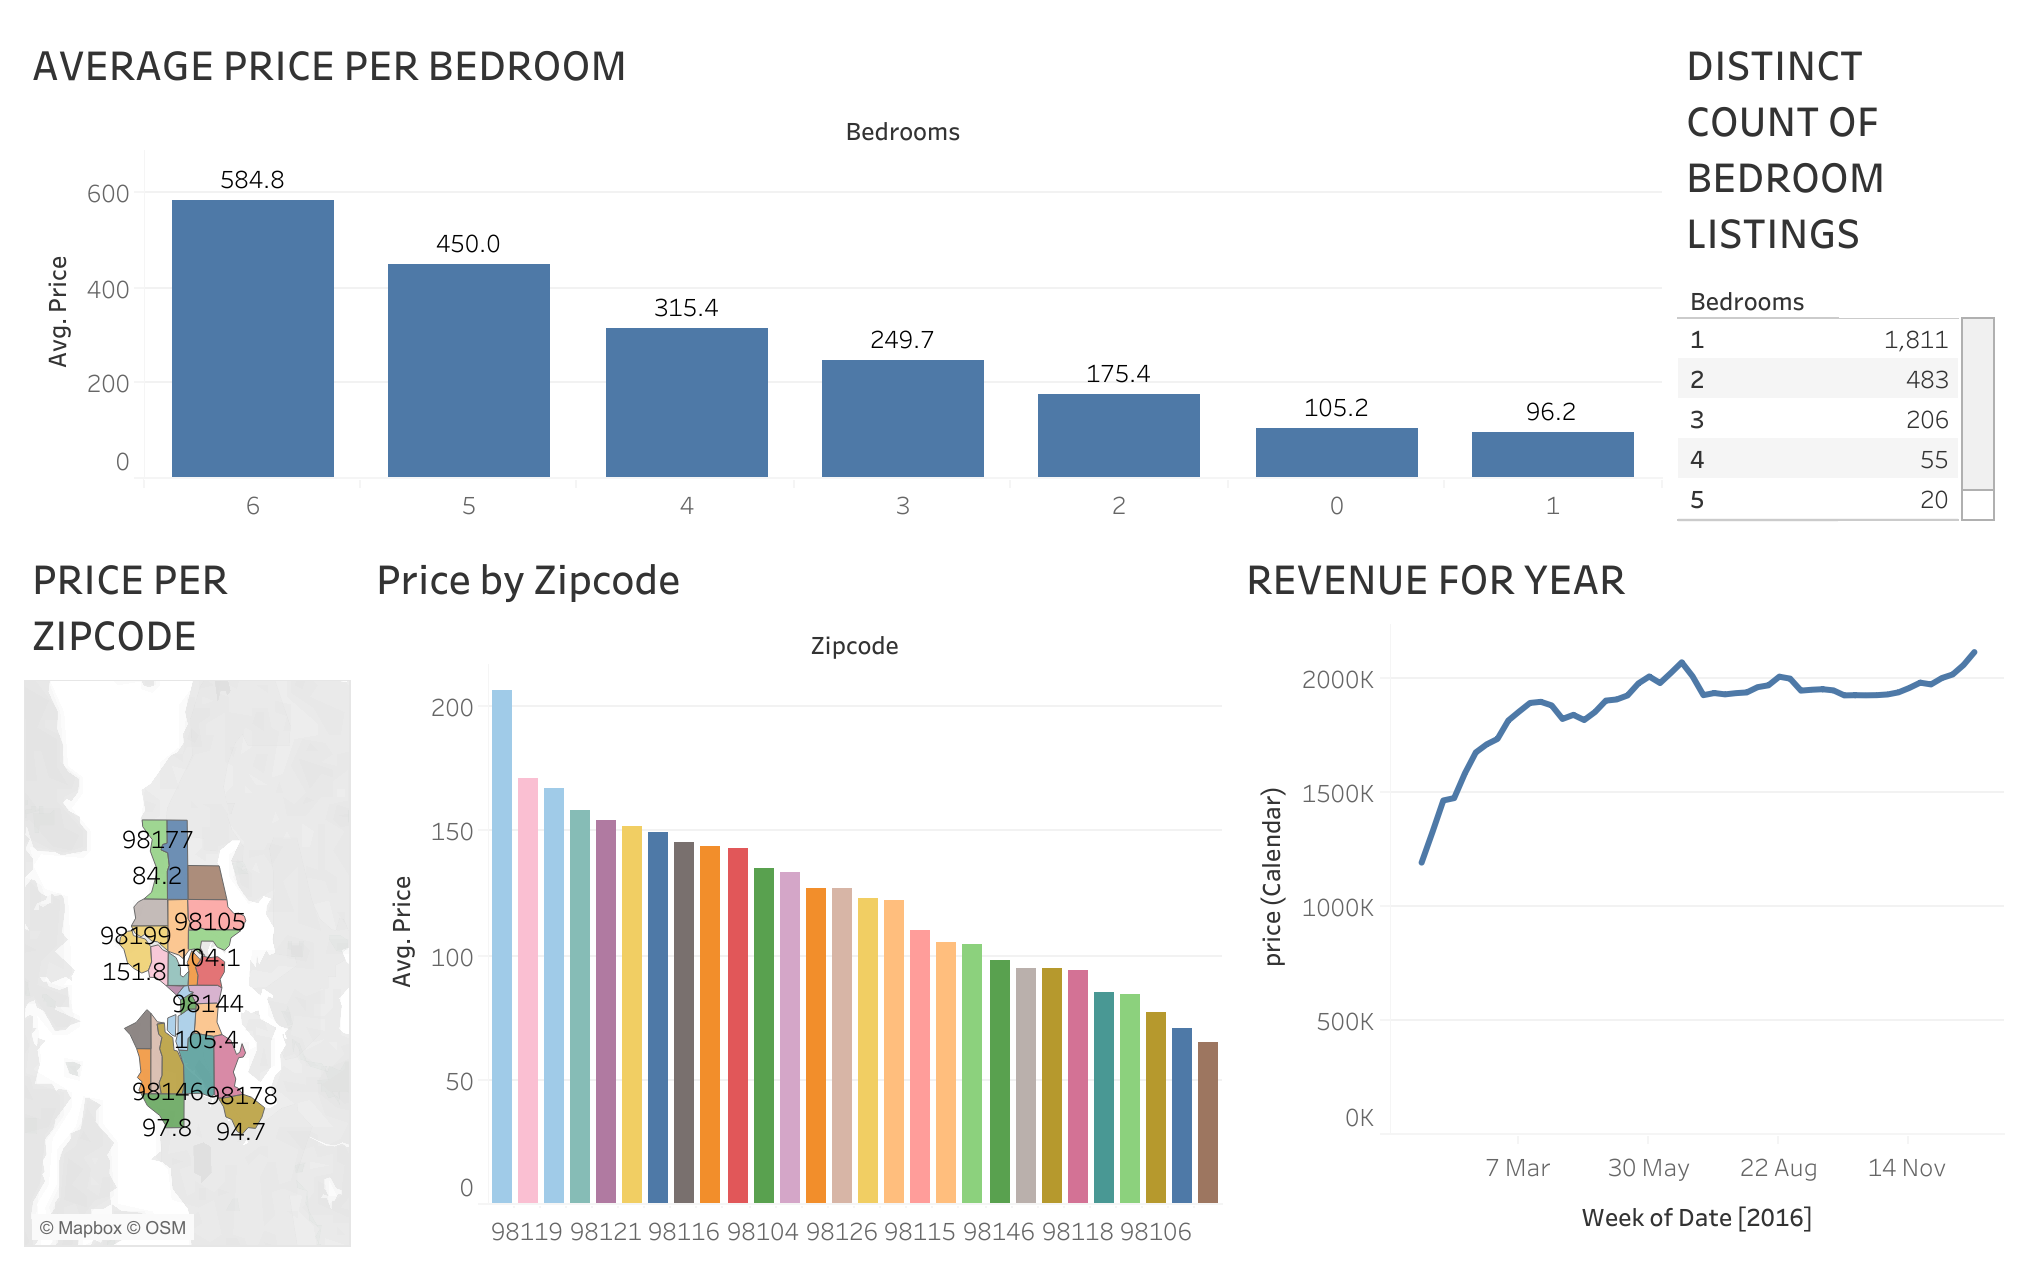 AVERAGE PRICE PER BEDROOM
Bedrooms
Avg. Price
600
400
200
0
584.8
450.0
315.4
249.7
175.4
105.2
96.2
6
5
4
3
2
0
1
DISTINCT
COUNT OF
BEDROOM
LISTINGS
Bedrooms
1 1,811
2 483
3 206
4 55
5 20
PRICE PER
ZIPCODE
98177
84.2
98105
98199
104.1
151.8
98144
105.4
98146
98178
97.8
94.7
© Mapbox © OSM
Price by Zipcode
Zipcode
Avg. Price
200
150
100
50
0
98119
98121
98116
98104
98126
98115
98146
98118
98106
REVENUE FOR YEAR
price (Calendar)
2000K
1500K
1000K
500K
0K
7 Mar
30 May
22 Aug
14 Nov
Week of Date [2016]